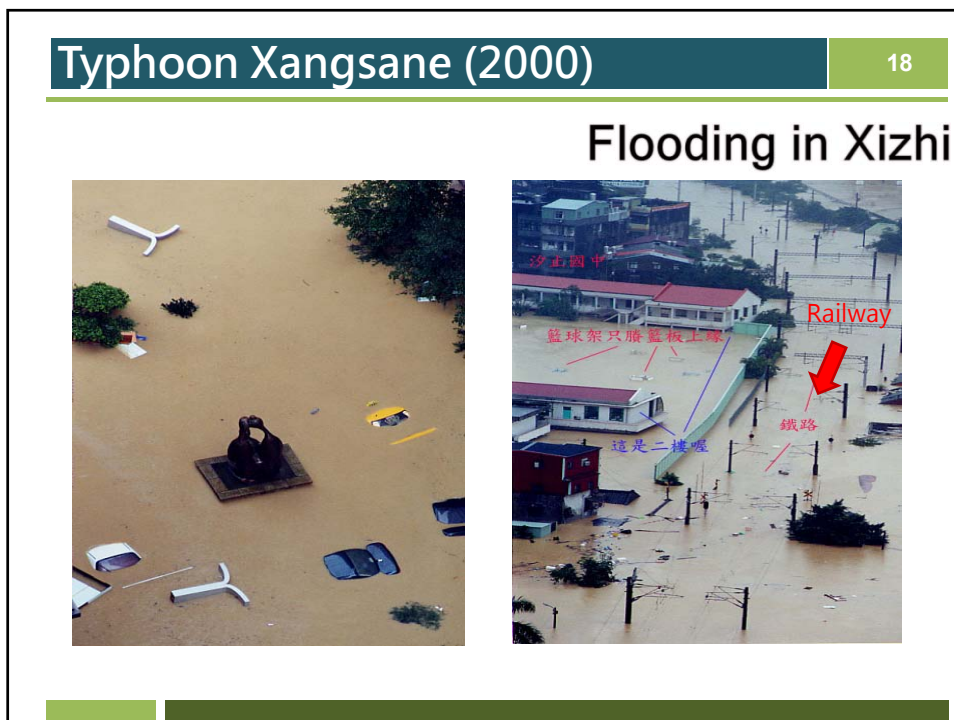 Typhoon Xangsane (2000)
18
Flooding in Xizhi
汐止國中
Railway
籃球架只賸籃板上緣
鐵路
這是二樓喔